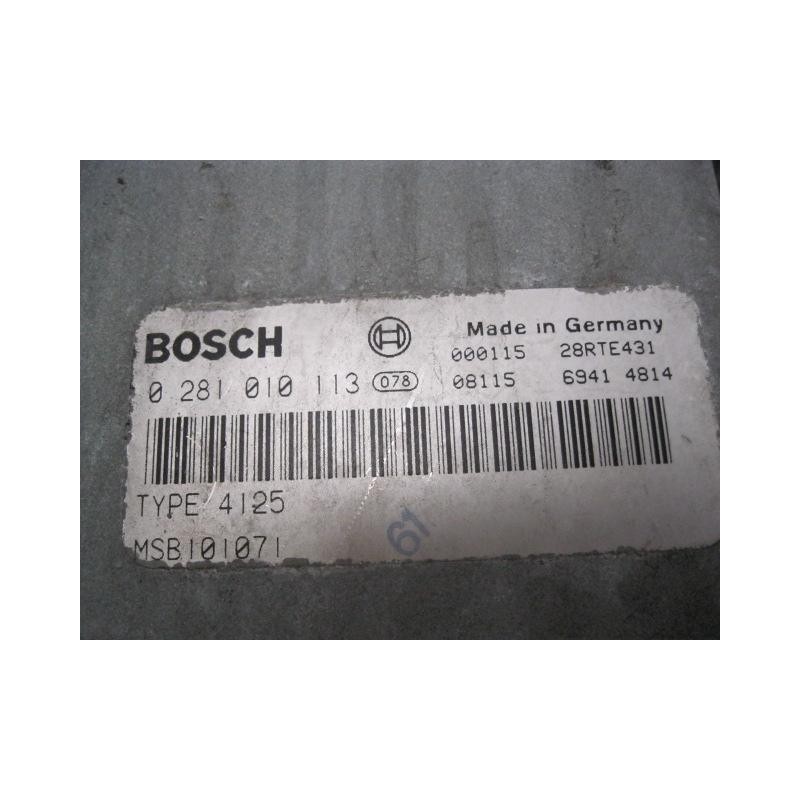 BOSCH
Made in Germany
000115 28RTE431
0 281 010 113 078 08115 6941 4814
TYPE 4125
MSB101071
61